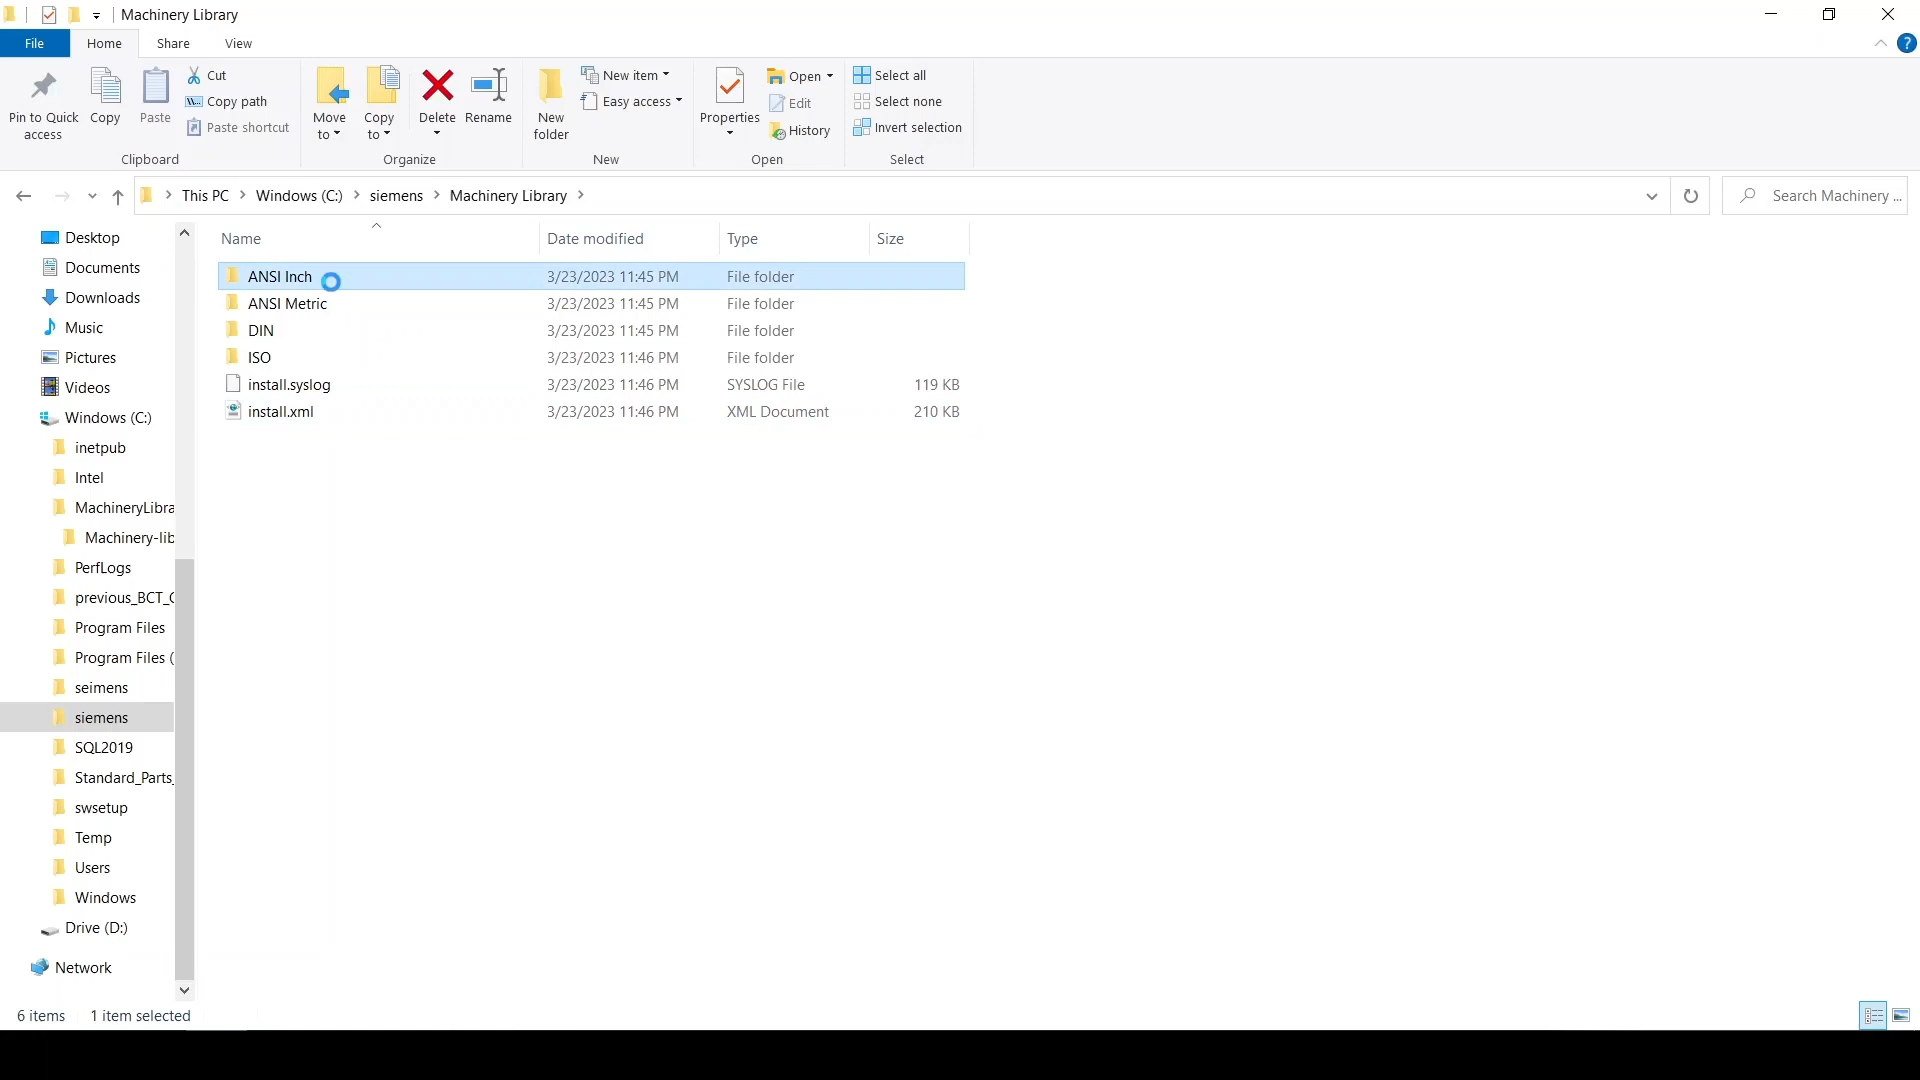 Machinery Library
File Home Share View
?
Pin to Quick access
Copy
Paste
Cut
Copy path
Paste shortcut
Clipboard
Move to
Copy to
Delete
Rename
Organize
New folder
New item
Easy access
New
Properties
Open
Edit
History
Open
Select all
Select none
Invert selection
Select
This PC Windows (C:) siemens Machinery Library
Search Machinery ...
Name Date modified Type Size
ANSI Inch 3/23/2023 11:45 PM File folder
ANSI Metric 3/23/2023 11:45 PM File folder
DIN 3/23/2023 11:45 PM File folder
ISO 3/23/2023 11:46 PM File folder
install.syslog 3/23/2023 11:46 PM SYSLOG File 119 KB
install.xml 3/23/2023 11:46 PM XML Document 210 KB
Desktop
Documents
Downloads
Music
Pictures
Videos
Windows (C:)
inetpub
Intel
MachineryLibra
Machinery-lib
PerfLogs
previous_BCT_C
Program Files
Program Files (
seimens
siemens
SQL2019
Standard_Parts_
swsetup
Temp
Users
Windows
Drive (D:)
Network
6 items 1 item selected